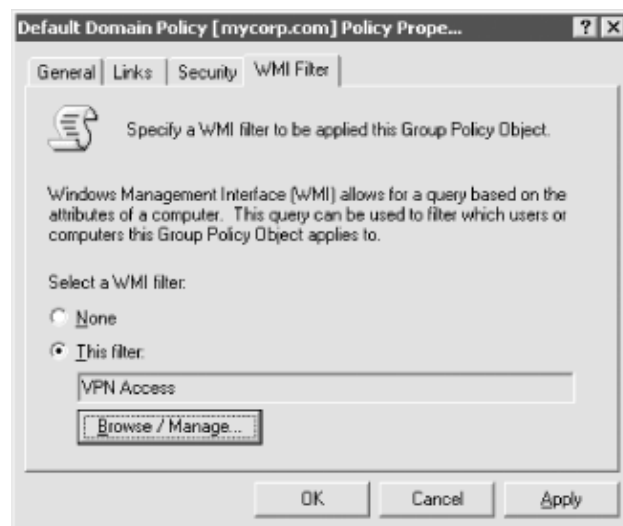 Default Domain Policy [mycorp.com] Policy Prope...
General
Links
Security
WMI Filter
Specify a WMI filter to be applied this Group Policy Object.
Windows Management Interface (WMI) allows for a query based on the
attributes of a computer. This query can be used to filter which users or
computers this Group Policy Object applies to.
Select a WMI filter:
None
This filter:
VPN Access
Browse / Manage...
OK
Cancel
Apply